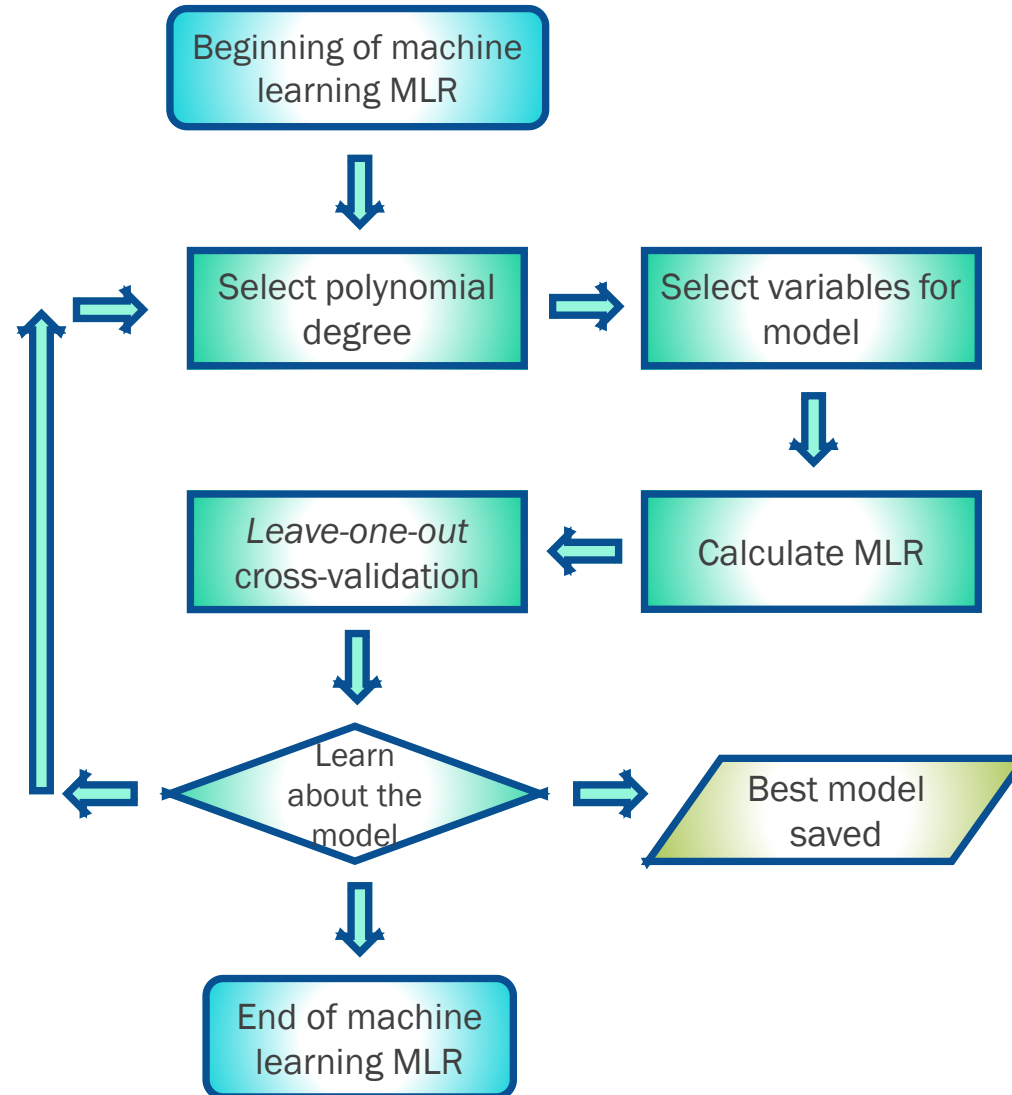 Beginning of machine
learning MLR
Select polynomial
degree
Select variables for
model
Leave-one-out
cross-validation
Calculate MLR
Learn
about the
model
Best model
saved
End of machine
learning MLR